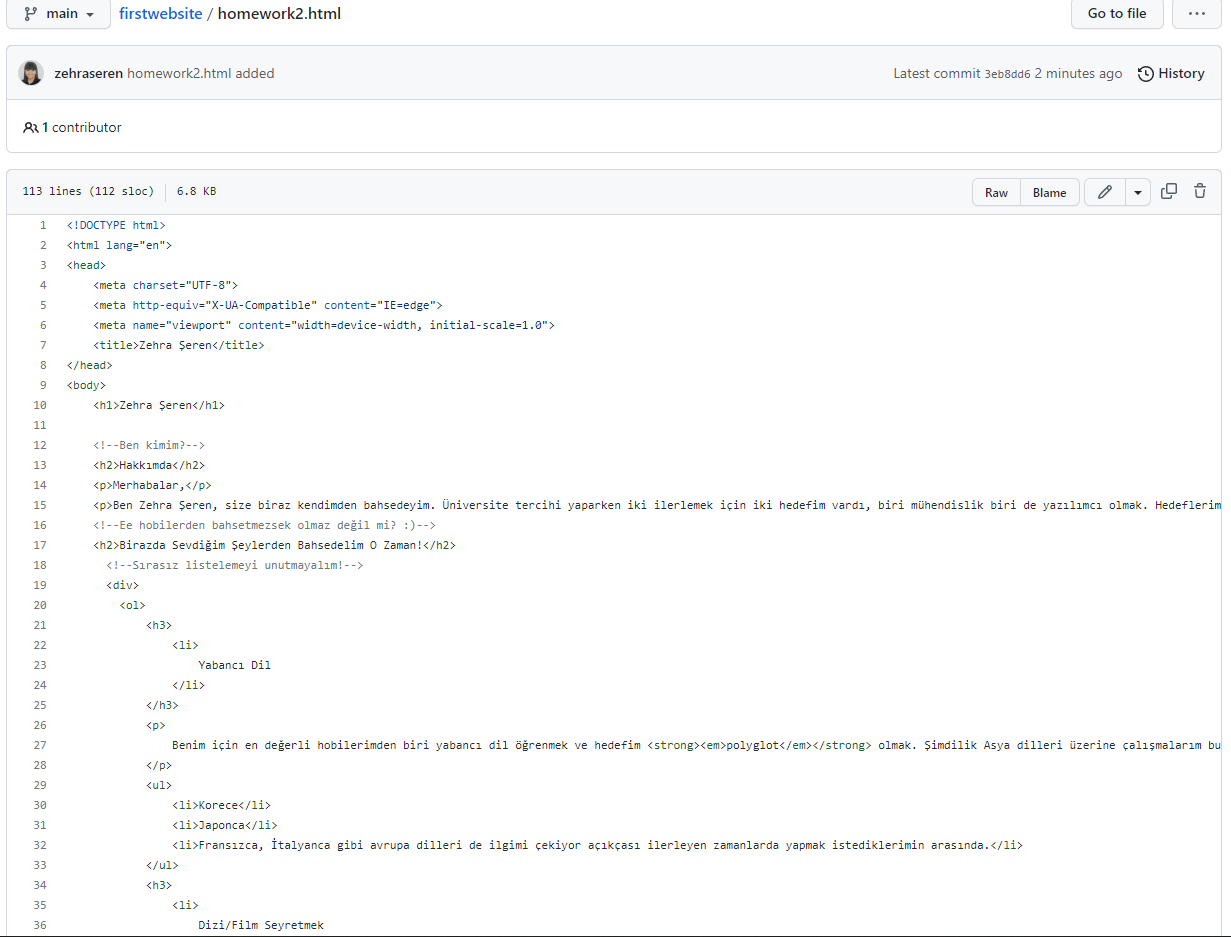 main
firstwebsite / homework2.html
Go to file
...
zehraseren homework2.html added
Latest commit 3eb8dd6 2 minutes ago
History
1 contributor
113 lines (112 sloc) 6.8 KB
Raw
Blame
1 <!DOCTYPE html>
2 <html lang="en">
3 <head>
4 <meta charset="UTF-8">
5 <meta http-equiv="X-UA-Compatible" content="IE=edge">
6 <meta name="viewport" content="width=device-width, initial-scale=1.0">
7 <title>Zehra Şeren</title>
8 </head>
9 <body>
10 <h1>Zehra Şeren</h1>
11
12 <!--Ben kimim?-->
13 <h2>Hakkımda</h2>
14 <p>Merhabalar,</p>
15 <p>Ben Zehra Şeren, size biraz kendimden bahsedeyim. Üniversite tercihi yaparken iki ilerlemek için iki hedefim vardı, biri mühendislik biri de yazılımcı olmak. Hedeflerim
16 <!--Ee hobilerden bahsetmezsek olmaz değil mi? :)-->
17 <h2>Birazda Sevdiğim Şeylerden Bahsedelim O Zaman!</h2>
18 <!--Sırasız listelemeyi unutmayalım!-->
19 <div>
20 <ol>
21 <h3>
22 <li>
23 Yabancı Dil
24 </li>
25 </h3>
26 <p>
27 Benim için en değerli hobilerimden biri yabancı dil öğrenmek ve hedefim <strong><em>polyglot</em></strong> olmak. Şimdilik Asya dilleri üzerine çalışmalarım bu
28 </p>
29 <ul>
30 <li>Korece</li>
31 <li>Japonca</li>
32 <li>Fransızca, İtalyanca gibi avrupa dilleri de ilgimi çekiyor açıkçası ilerleyen zamanlarda yapmak istediklerimin arasında.</li>
33 </ul>
34 <h3>
35 <li>
36 Dizi/Film Seyretmek